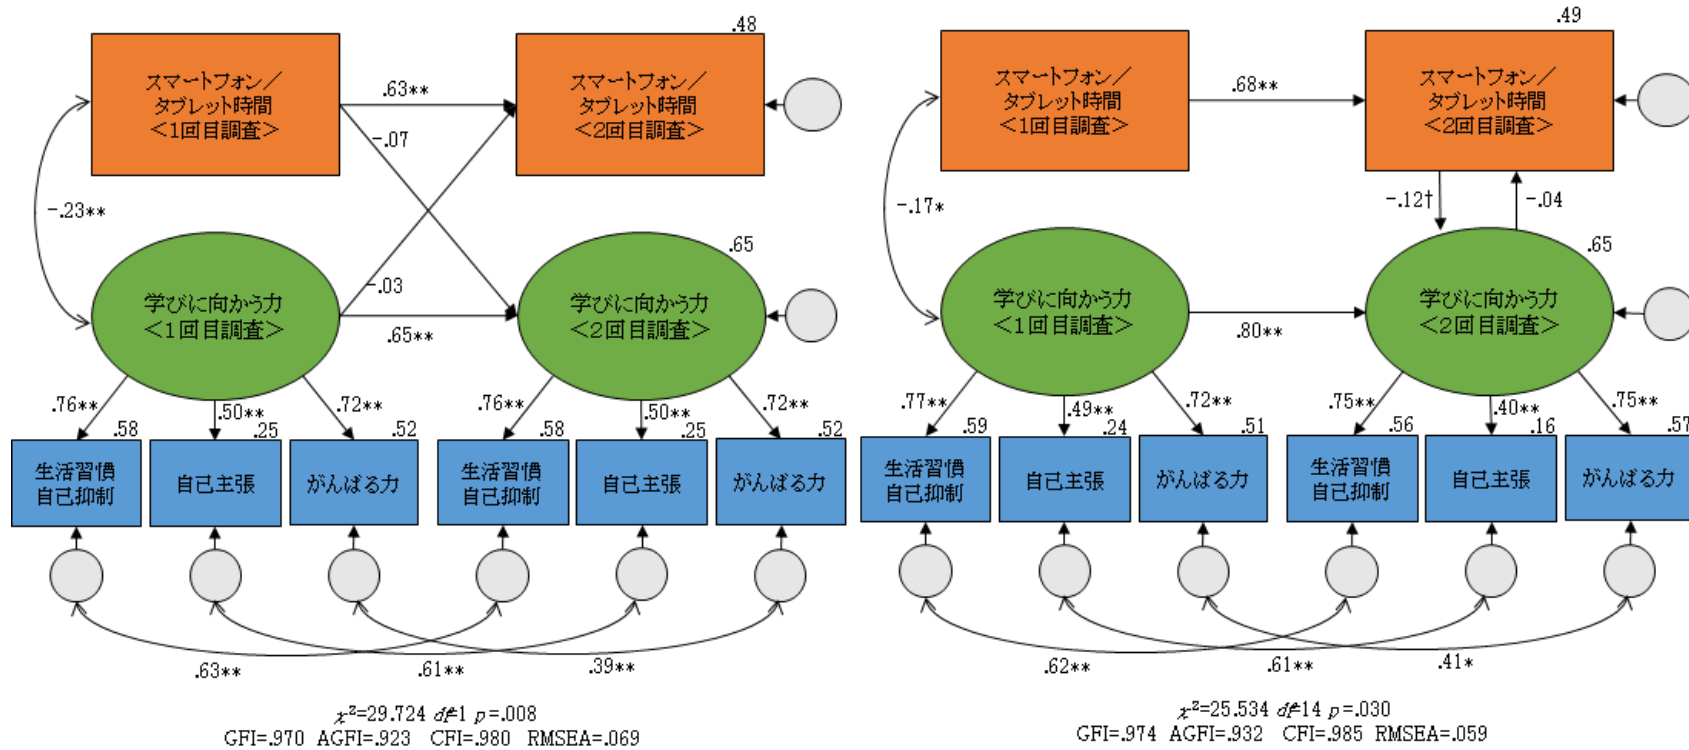 .48
スマートフォン／
タブレット時間
＜1回目調査＞
.63**
スマートフォン／
タブレット時間
＜2回目調査＞
-.07
-.23**
.65
-.03
学びに向かう力
＜1回目調査＞
.65**
学びに向かう力
＜2回目調査＞
.76**
.50**
.72**
.76**
.50**
.72**
.58
.25
.52
.58
.25
.52
生活習慣
自己抑制
自己主張
がんばる力
生活習慣
自己抑制
自己主張
がんばる力
.63**
.61**
.39**
χ²=29.724 df=1 p=.008
GFI=.970 AGFI=.923 CFI=.980 RMSEA=.069
.49
スマートフォン／
タブレット時間
＜1回目調査＞
.68**
スマートフォン／
タブレット時間
＜2回目調査＞
-.17*
-.12†
-.04
.65
学びに向かう力
＜1回目調査＞
.80**
学びに向かう力
＜2回目調査＞
.77**
.49**
.72**
.75**
.40**
.75**
.59
.24
.51
.56
.16
.57
生活習慣
自己抑制
自己主張
がんばる力
生活習慣
自己抑制
自己主張
がんばる力
.62**
.61**
.41*
χ²=25.534 df=14 p=.030
GFI=.974 AGFI=.932 CFI=.985 RMSEA=.059